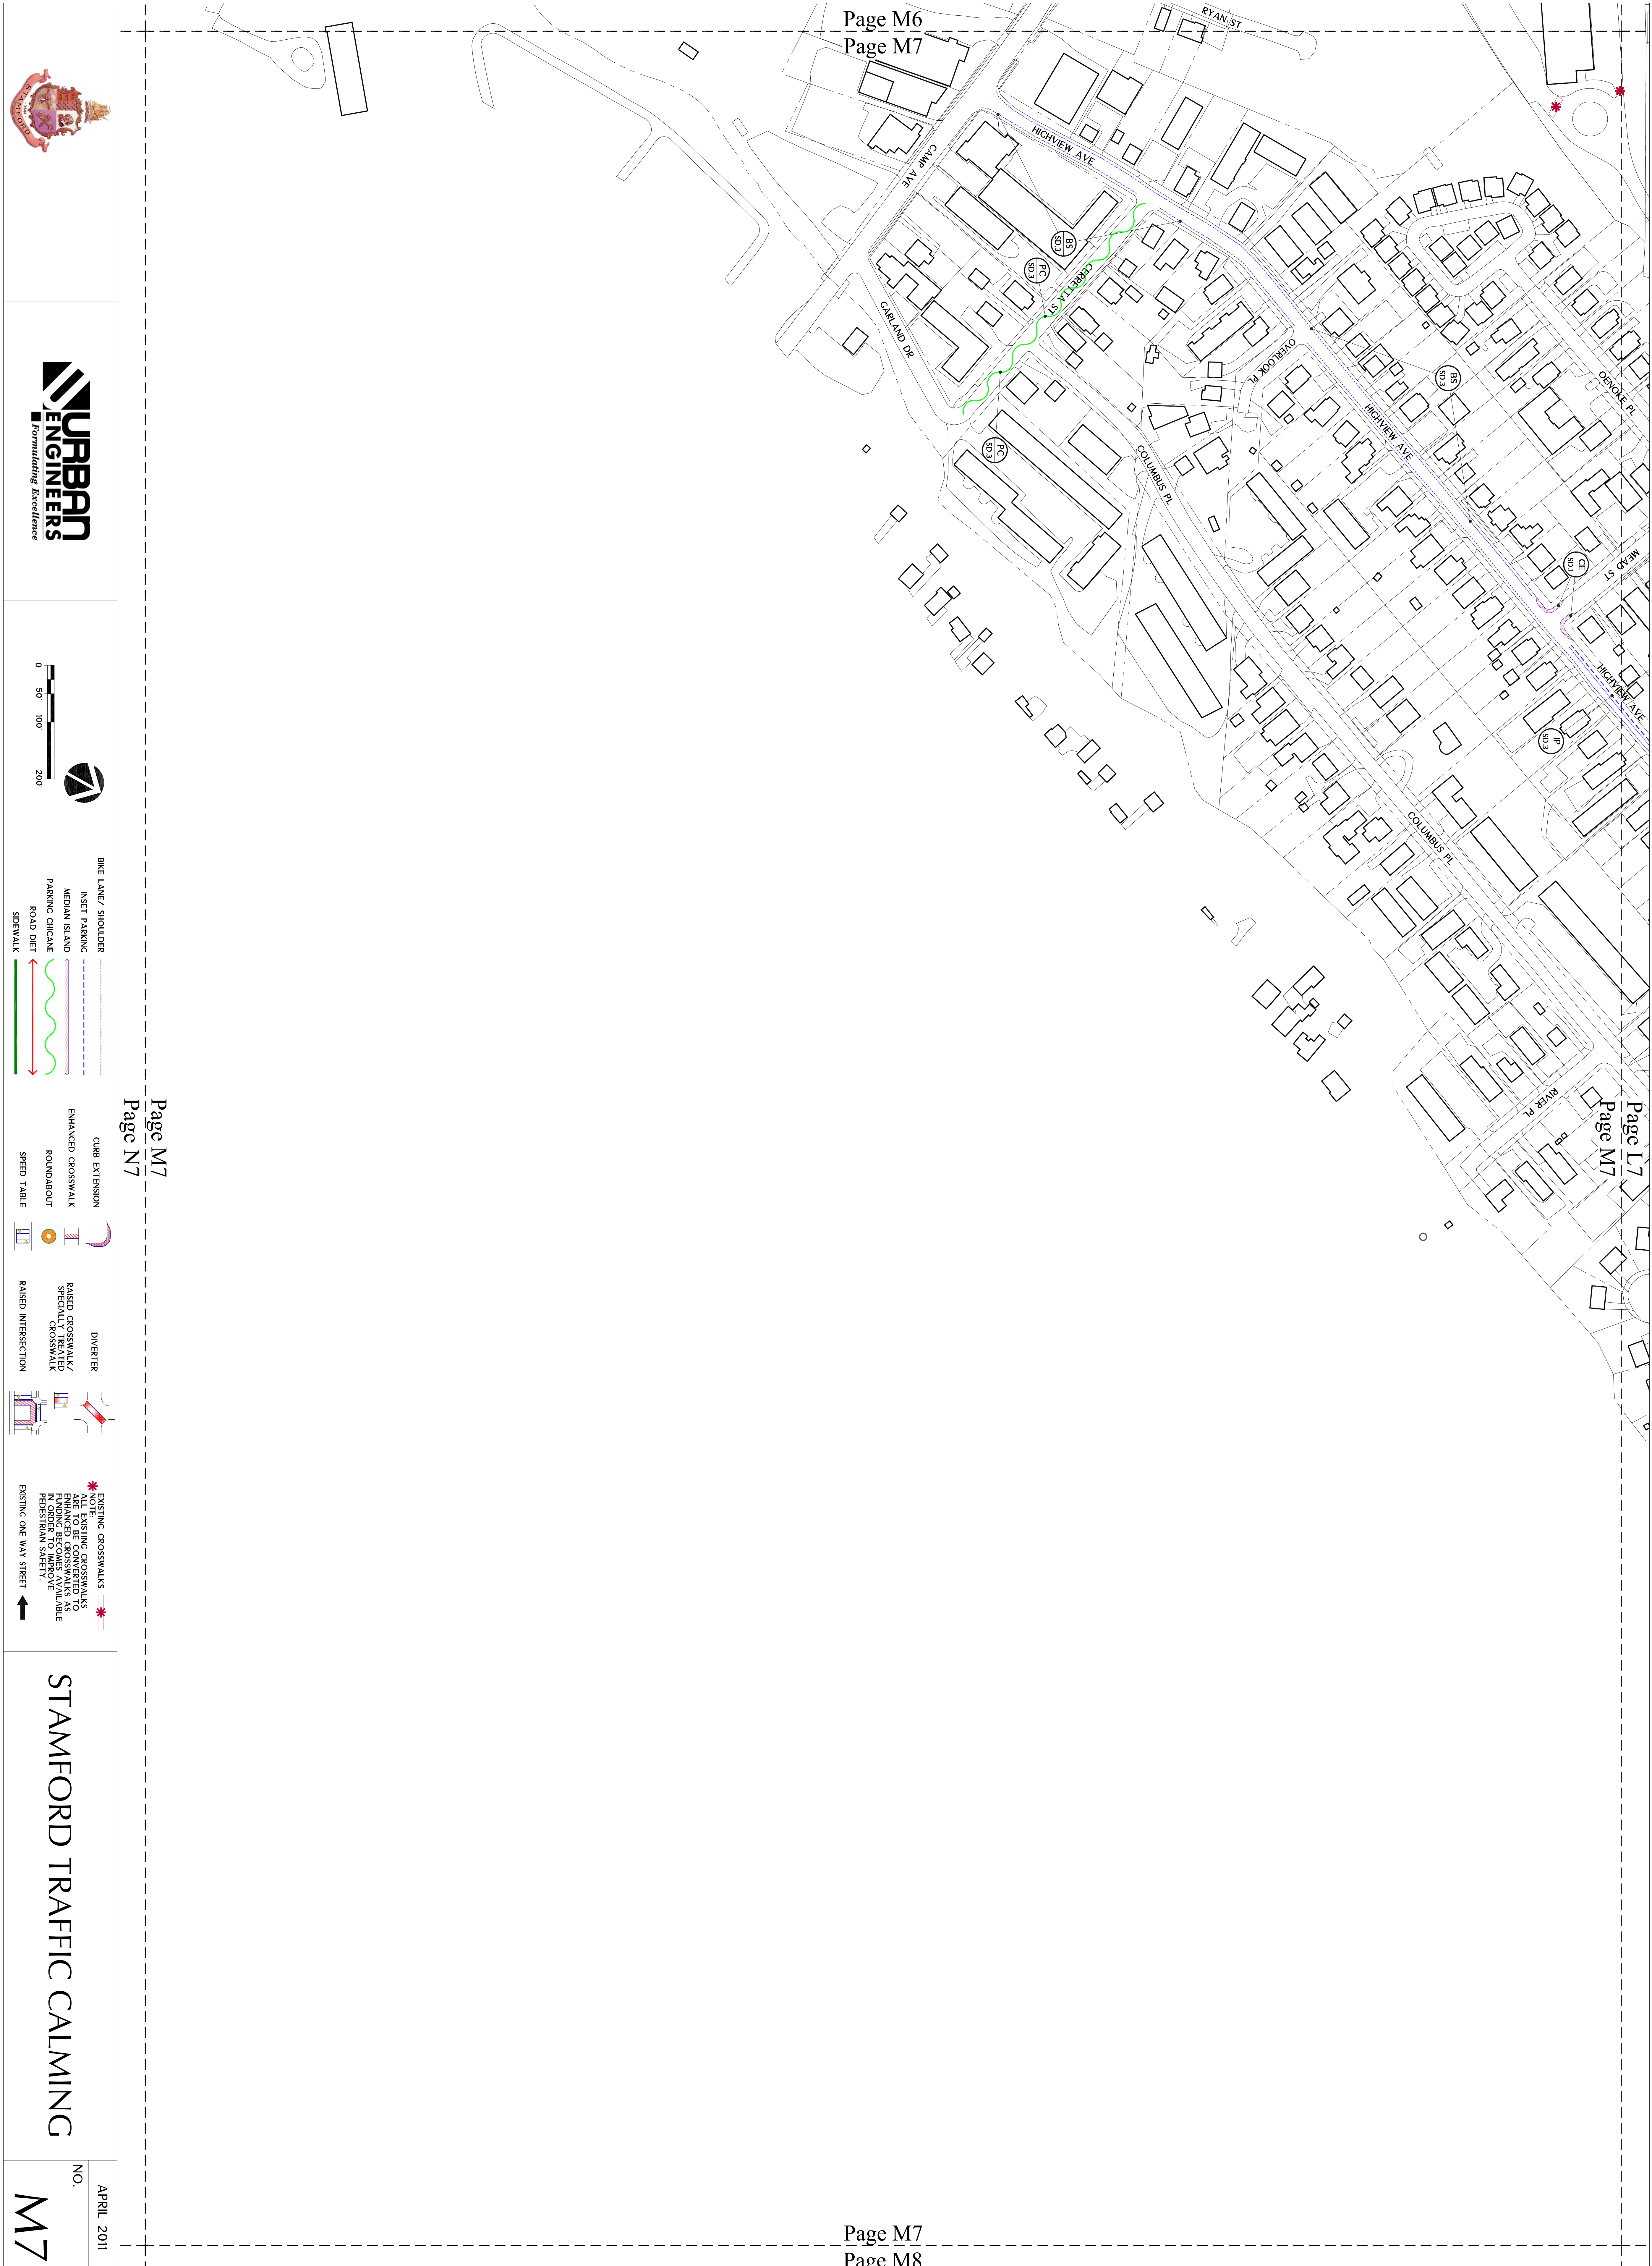 Page M6
Page M7
RYAN ST
HIGHVIEW AVE
CAMP AVE
BS
SD.3
PC
SD.3
CERRETTA ST
GARLAND DR
OVERLOOK PL
BS
SD.3
OENOKE PL
HIGHVIEW AVE
PC
SD.3
COLUMBUS PL
MEAD ST
CE
SD.1
HIGHVIEW AVE
IP
SD.3
COLUMBUS PL
RIVER PL
Page L7
Page M7
Page M7
Page N7
Page M7
Page M8
STAMFORD
URBAN
ENGINEERS
Formulating Excellence
0 50' 100' 200'
BIKE LANE/ SHOULDER
INSET PARKING
MEDIAN ISLAND
PARKING CHICANE
ROAD DIET
SIDEWALK
CURB EXTENSION
ENHANCED CROSSWALK
ROUNDABOUT
SPEED TABLE
DIVERTER
RAISED CROSSWALK/
SPECIALLY TREATED
CROSSWALK
RAISED INTERSECTION
EXISTING CROSSWALKS
NOTE:
ALL EXISTING CROSSWALKS
ARE TO BE CONVERTED TO
ENHANCED CROSSWALKS AS
FUNDING BECOMES AVAILABLE
IN ORDER TO IMPROVE
PEDESTRIAN SAFETY.
EXISTING ONE WAY STREET
STAMFORD TRAFFIC CALMING
APRIL 2011
NO.
M7